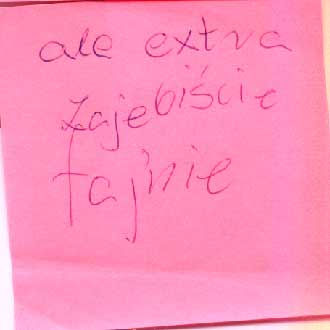 ale extra
zajebiście
fajnie